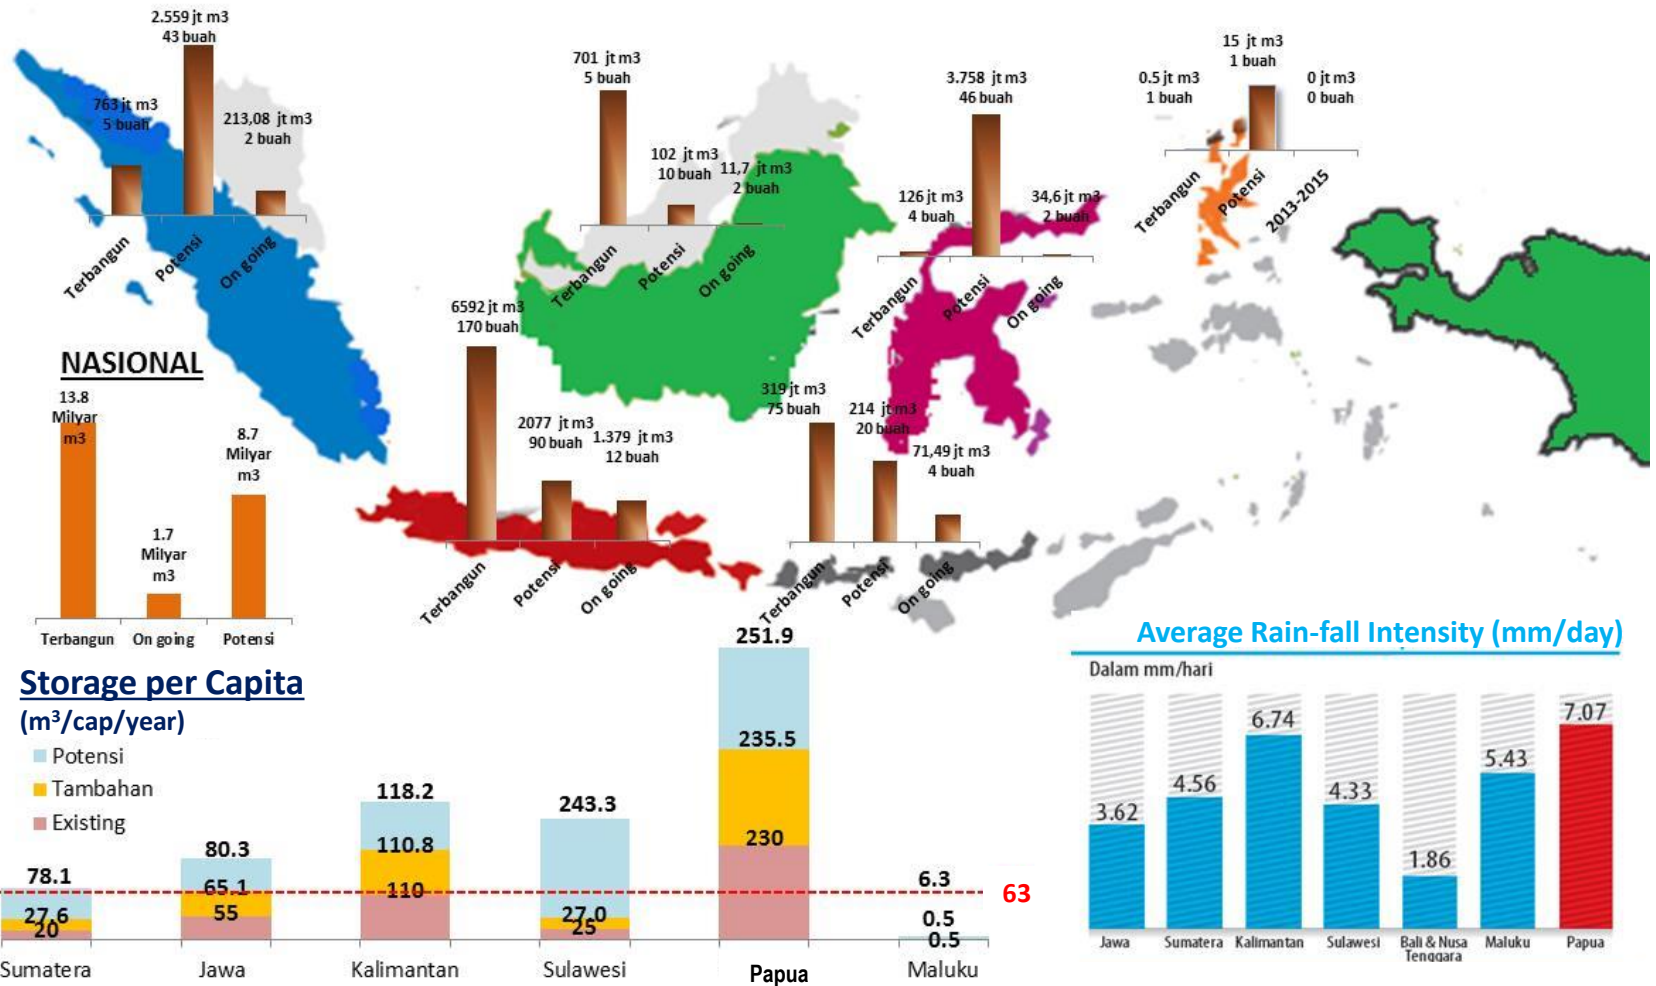 2.559 jt m3
43 buah
763 jt m3
5 buah
213,08 jt m3
2 buah
Terbangun
Potensi
On going
701 jt m3
5 buah
102 jt m3
10 buah
11,7 jt m3
2 buah
Terbangun
Potensi
On going
3.758 jt m3
46 buah
126 jt m3
4 buah
34,6 jt m3
2 buah
Terbangun
Potensi
On going
15 jt m3
1 buah
0.5 jt m3
1 buah
0 jt m3
0 buah
Terbangun
Potensi
2013-2015
6592 jt m3
170 buah
2077 jt m3
90 buah
1.379 jt m3
12 buah
Terbangun
Potensi
On going
319 jt m3
75 buah
214 jt m3
20 buah
71,49 jt m3
4 buah
Terbangun
Potensi
On going
NASIONAL
13.8
Milyar
m3
1.7
Milyar
m3
8.7
Milyar
m3
Terbangun
On going
Potensi
Storage per Capita
(m³/cap/year)
Potensi
Tambahan
Existing
78.1
27.6
20
80.3
65.1
55
118.2
110.8
110
243.3
27.0
25
251.9
235.5
230
6.3
0.5
0.5
63
Sumatera
Jawa
Kalimantan
Sulawesi
Papua
Maluku
Average Rain-fall Intensity (mm/day)
Dalam mm/hari
3.62
4.56
6.74
4.33
1.86
5.43
7.07
Jawa
Sumatera
Kalimantan
Sulawesi
Bali & Nusa
Tenggara
Maluku
Papua